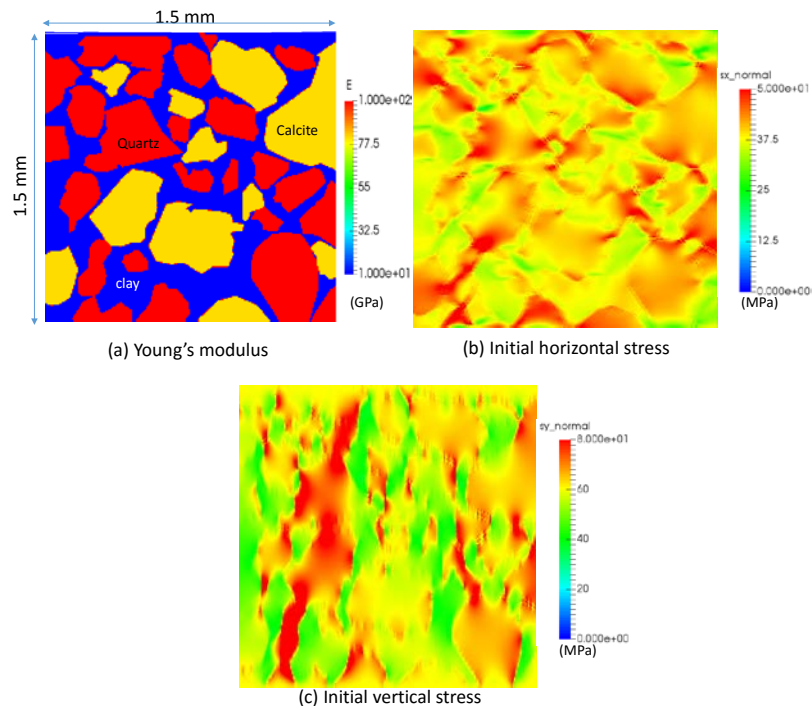 1.5 mm
1.5 mm
Quartz
Calcite
clay
E
1.000e+02
77.5
55
32.5
1.000e+01
(GPa)
(a) Young's modulus
sx_normal
5.000e+01
37.5
25
12.5
0.000e+00
(MPa)
(b) Initial horizontal stress
sy_normal
8.000e+01
60
40
20
0.000e+00
(MPa)
(c) Initial vertical stress